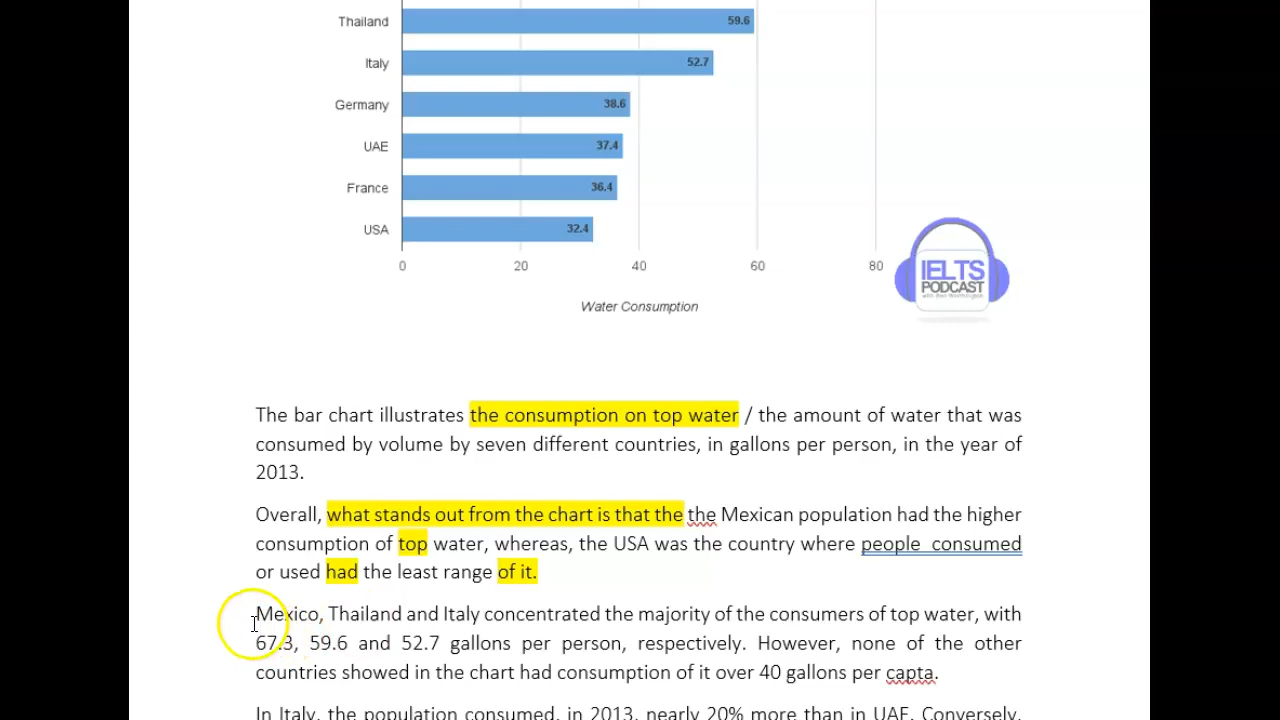 Thailand 59.6
Italy 52.7
Germany 38.6
UAE 37.4
France 36.4
USA 32.4
0 20 40 60 80
Water Consumption
IELTS
PODCAST
The bar chart illustrates the consumption on top water / the amount of water that was
consumed by volume by seven different countries, in gallons per person, in the year of
2013.
Overall, what stands out from the chart is that the the Mexican population had the higher
consumption of top water, whereas, the USA was the country where people consumed
or used had the least range of it.
Mexico, Thailand and Italy concentrated the majority of the consumers of top water, with
67.3, 59.6 and 52.7 gallons per person, respectively. However, none of the other
countries showed in the chart had consumption of it over 40 gallons per capta.
In Italy, the population consumed, in 2013, nearly 20% more than in UAE. Conversely,